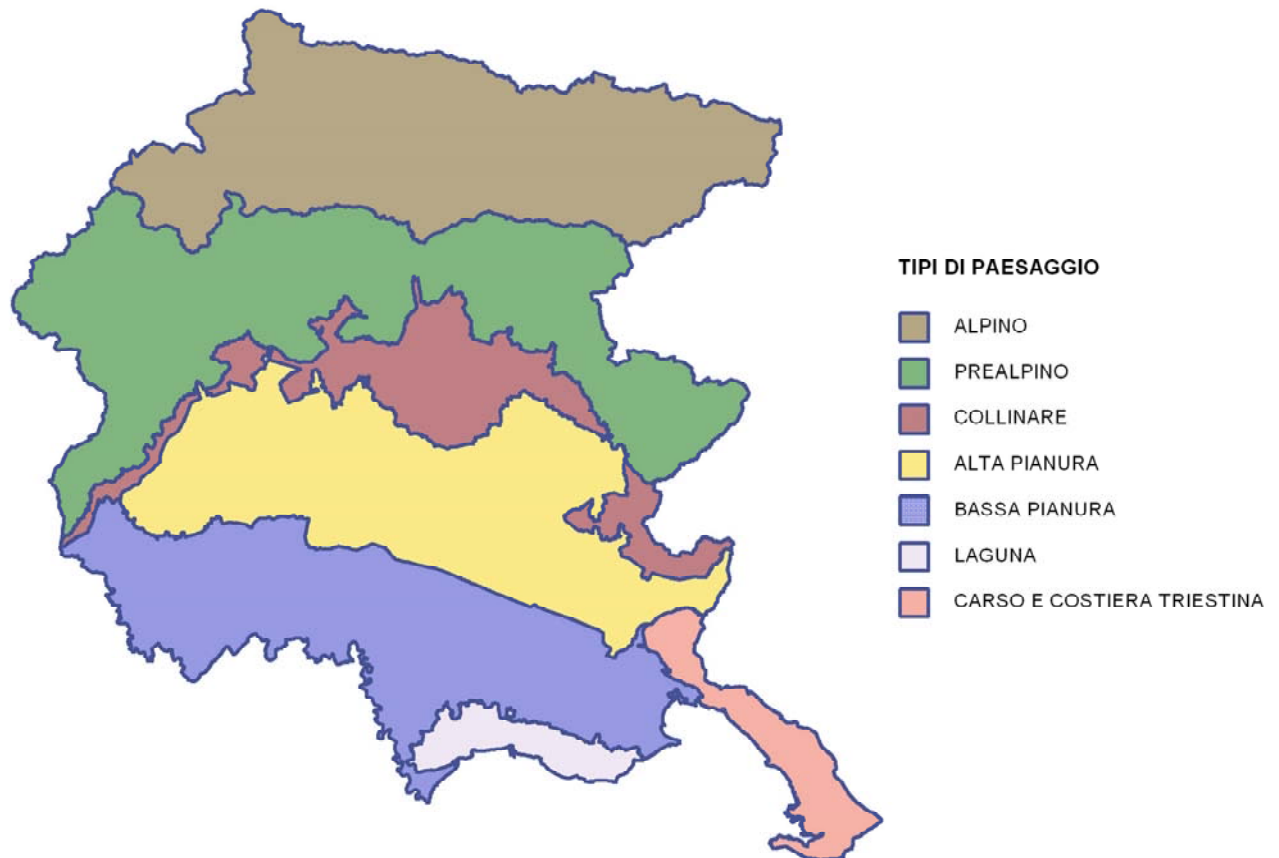 TIPI DI PAESAGGIO
ALPINO
PREALPINO
COLLINARE
ALTA PIANURA
BASSA PIANURA
LAGUNA
CARSO E COSTIERA TRIESTINA